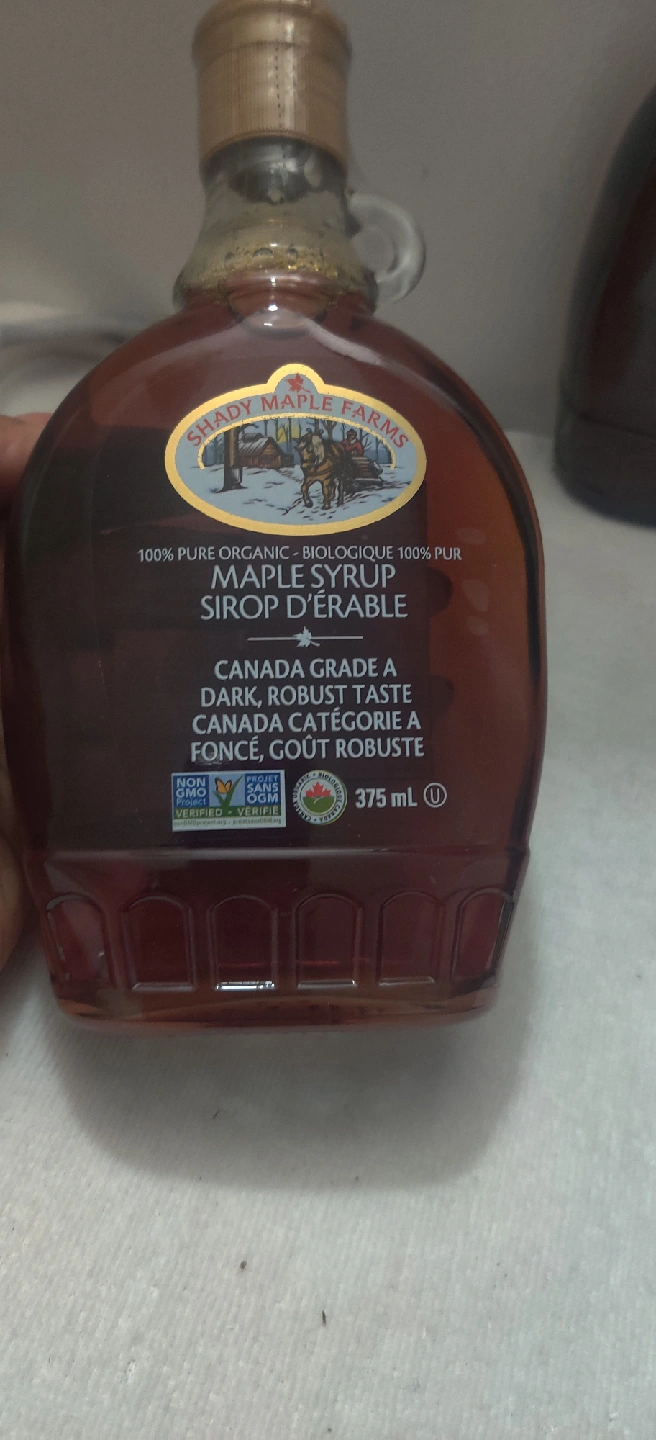 SHADY MAPLE FARMS
100% PURE ORGANIC - BIOLOGIQUE 100% PUR
MAPLE SYRUP
SIROP D'ÉRABLE
CANADA GRADE A
DARK, ROBUST TASTE
CANADA CATÉGORIE A
FONCÉ, GOÛT ROBUSTE
NON
GMO
Project
PROJET
SANS
OGM
VERIFIED • VÉRIFIÉ
375 mL U